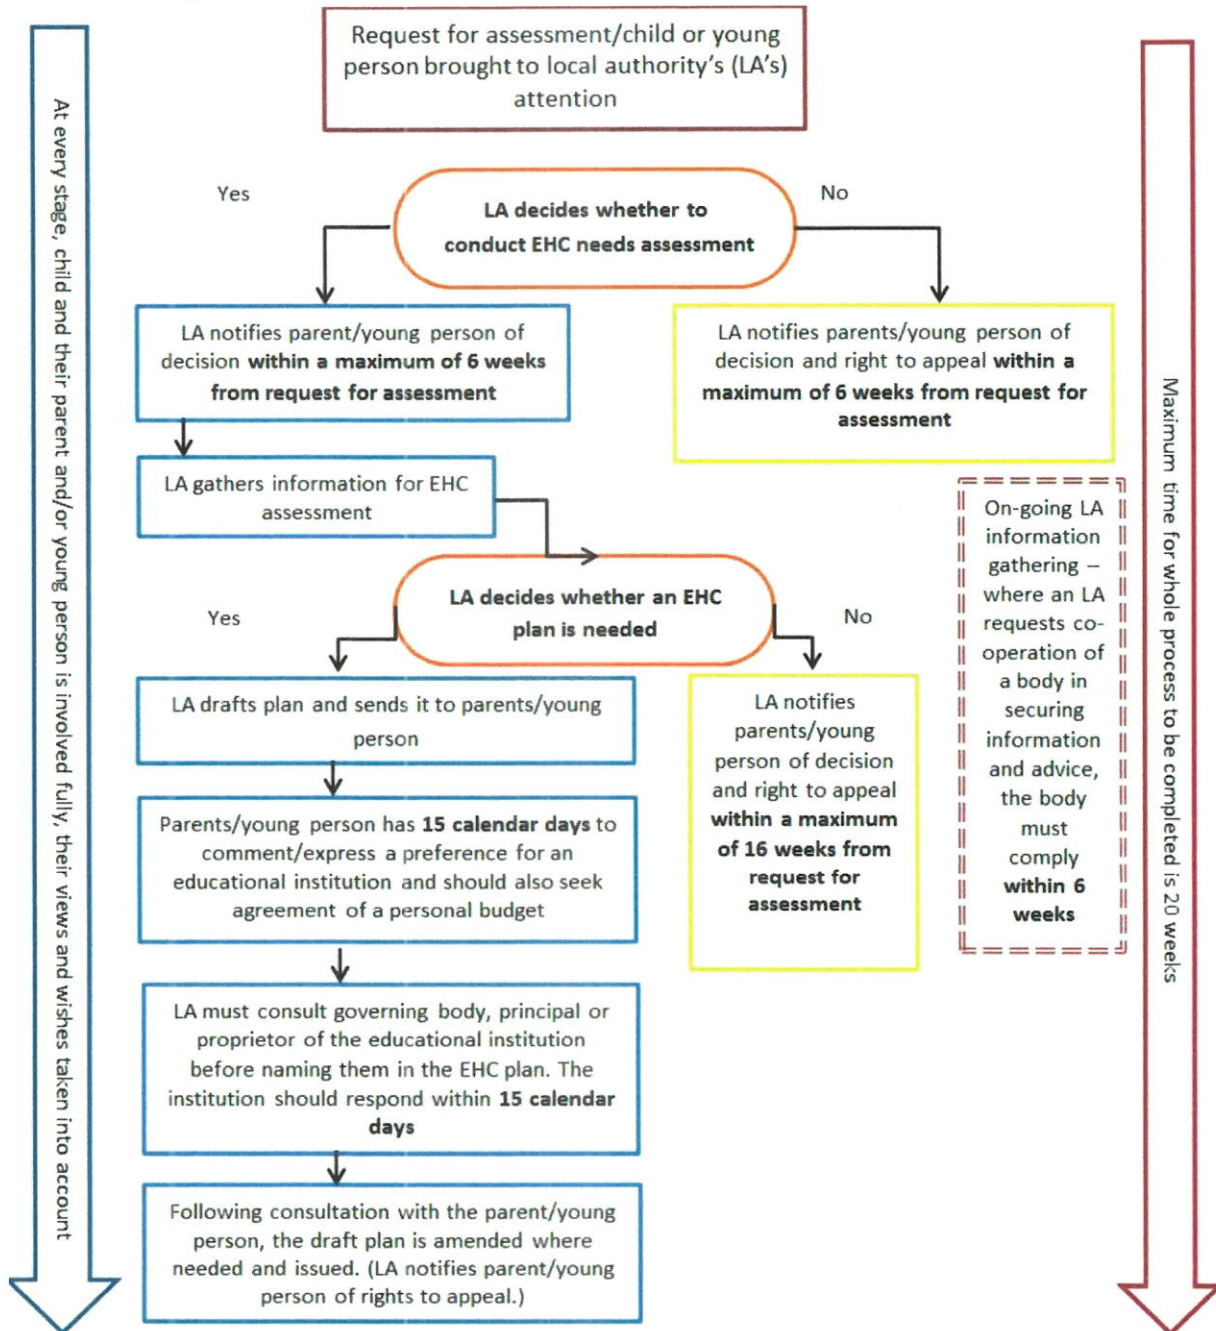 Request for assessment/child or young
person brought to local authority's (LA's)
attention
At every stage, child and their parent and/or young person is involved fully, their views and wishes taken into account
Maximum time for whole process to be completed is 20 weeks
Yes
LA decides whether to
conduct EHC needs assessment
No
LA notifies parent/young person of
decision within a maximum of 6 weeks
from request for assessment
LA notifies parents/young person of
decision and right to appeal within a
maximum of 6 weeks from request for
assessment
LA gathers information for EHC
assessment
On-going LA
information
gathering –
where an LA
requests co-
operation of
a body in
securing
information
and advice,
the body
must
comply
within 6
weeks
Yes
LA decides whether an EHC
plan is needed
No
LA drafts plan and sends it to parents/young
person
LA notifies
parents/young
person of decision
and right to appeal
within a maximum
of 16 weeks from
request for
assessment
Parents/young person has 15 calendar days to
comment/express a preference for an
educational institution and should also seek
agreement of a personal budget
LA must consult governing body, principal or
proprietor of the educational institution
before naming them in the EHC plan. The
institution should respond within 15 calendar
days
Following consultation with the parent/young
person, the draft plan is amended where
needed and issued. (LA notifies parent/young
person of rights to appeal.)